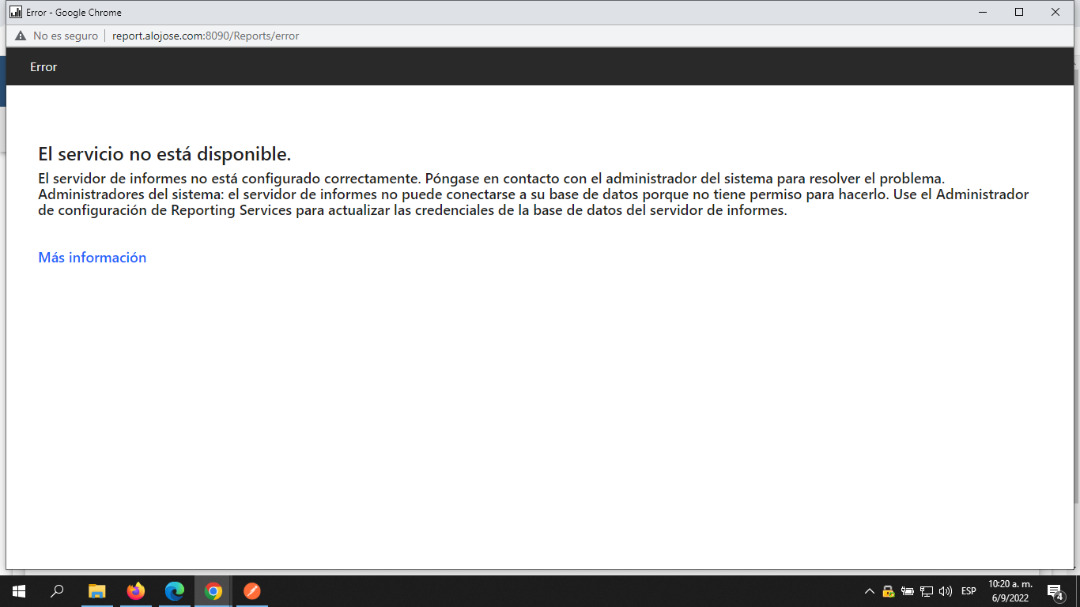 Error - Google Chrome
No es seguro report.alojose.com:8090/Reports/error
Error
El servicio no está disponible.
El servidor de informes no está configurado correctamente. Póngase en contacto con el administrador del sistema para resolver el problema.
Administradores del sistema: el servidor de informes no puede conectarse a su base de datos porque no tiene permiso para hacerlo. Use el Administrador
de configuración de Reporting Services para actualizar las credenciales de la base de datos del servidor de informes.
Más información
ESP
10:20 a. m.
6/9/2022
4